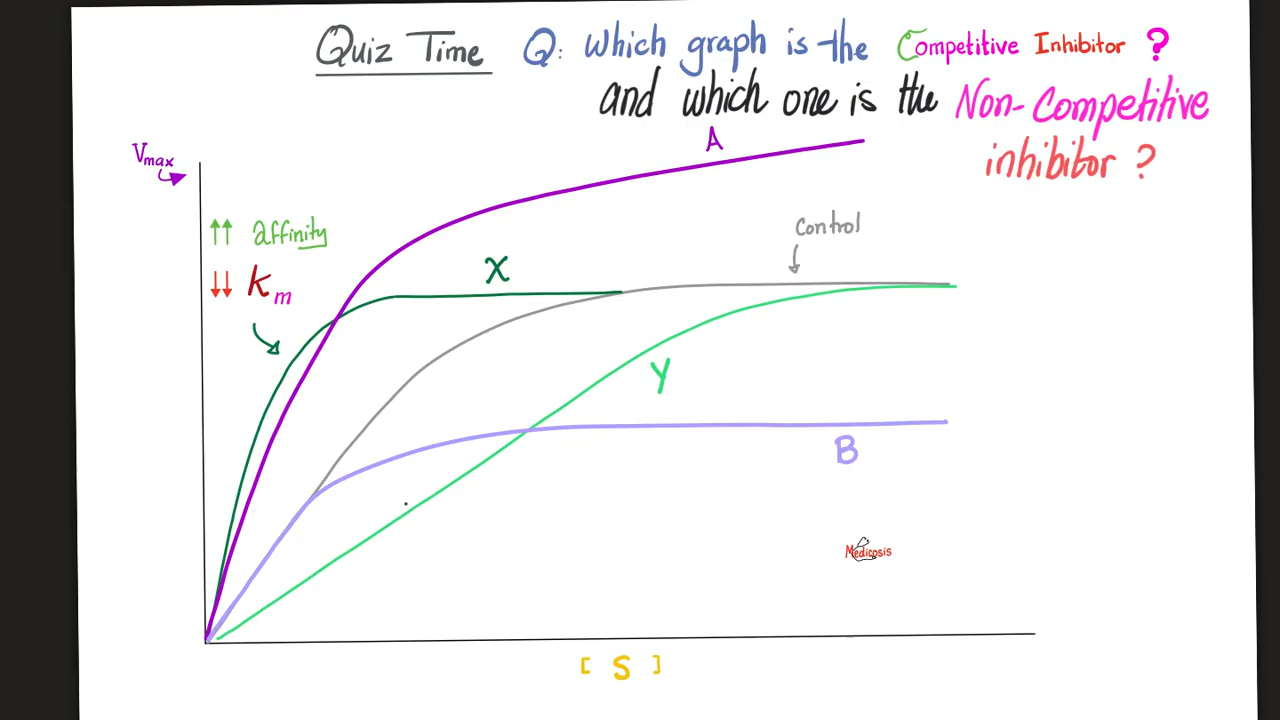 Quiz Time Q: which graph is the Competitive Inhibitor ?
and which one is the Non-Competitive
inhibitor ?
A
Vmax
↑↑ affinity
Control
X
↓↓ Km
Y
B
Medicosis
[ S ]